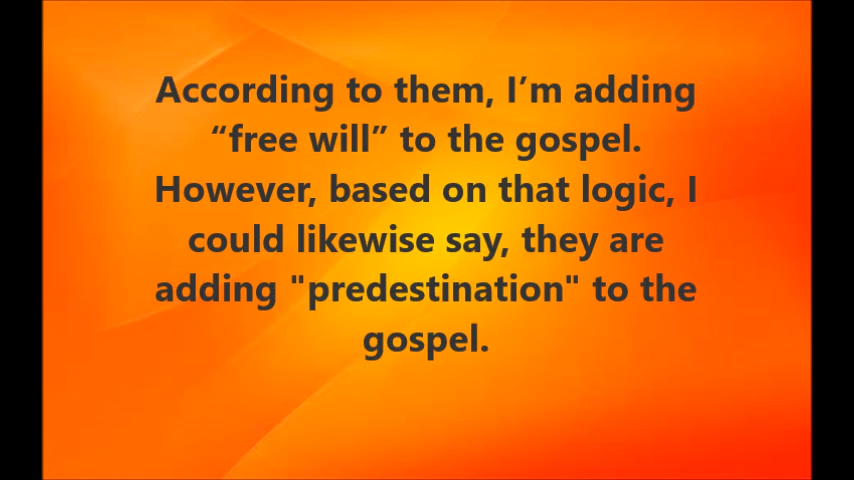 According to them, I’m adding
“free will” to the gospel.
However, based on that logic, I
could likewise say, they are
adding "predestination" to the
gospel.